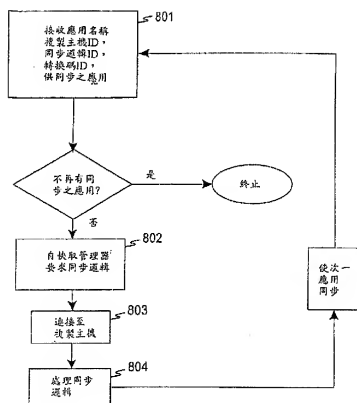 801
接收應用名稱
複製主機ID,
同步邏輯ID,
轉換碼ID,
供同步之應用
不再有同
步之應用?
是
終止
否
802
自快取管理器
要求同步邏輯
使次一
應用
同步
803
連接至
複製主機
804
處理同步
邏輯